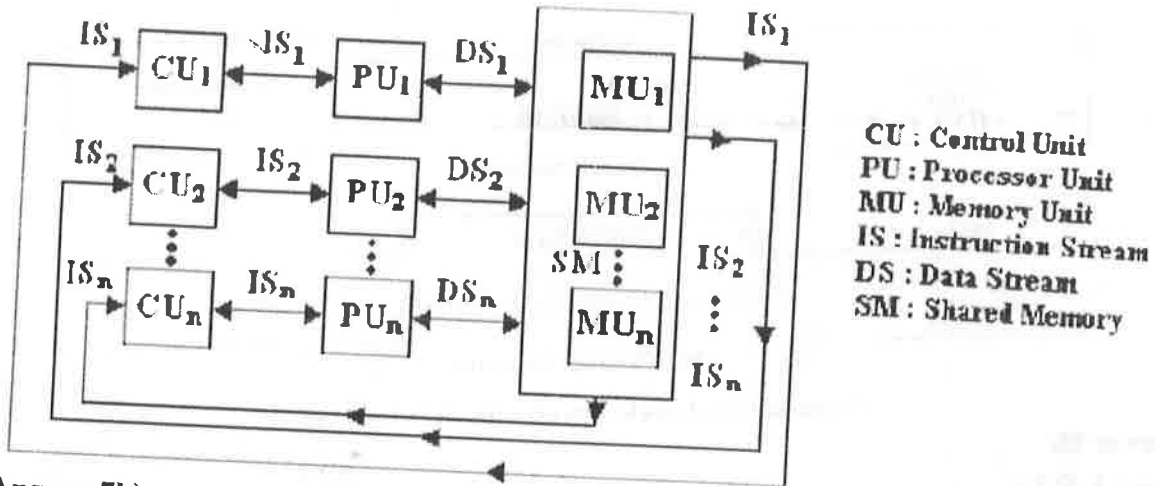 IS₁ CU₁ IS₁ PU₁ DS₁ MU₁ IS₁
IS₂ CU₂ IS₂ PU₂ DS₂ MU₂ IS₂
SM
ISₙ CUₙ ISₙ PUₙ DSₙ MUₙ ISₙ
CU : Control Unit
PU : Processor Unit
MU : Memory Unit
IS : Instruction Stream
DS : Data Stream
SM : Shared Memory